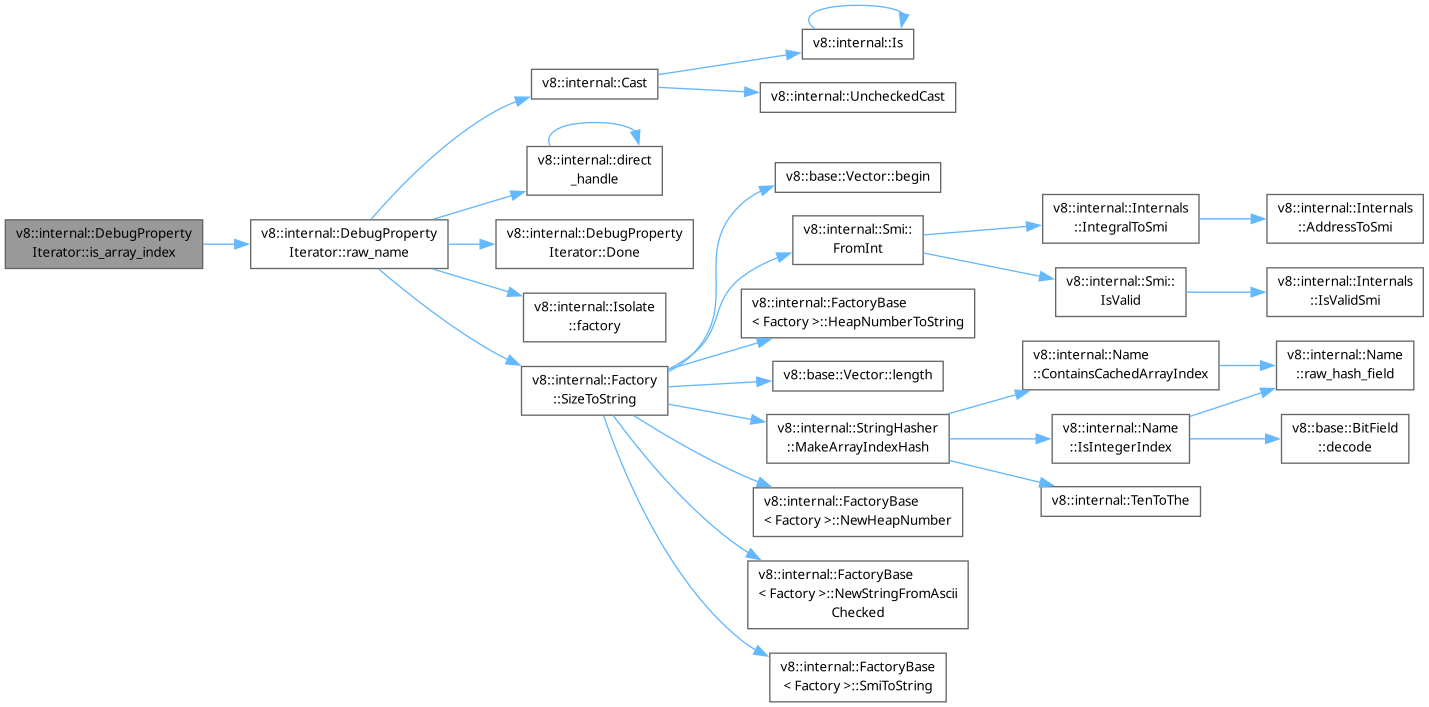 v8::internal::DebugProperty
Iterator::is_array_index
v8::internal::DebugProperty
Iterator::raw_name
v8::internal::Cast
v8::internal::Is
v8::internal::UncheckedCast
v8::internal::direct
_handle
v8::internal::DebugProperty
Iterator::Done
v8::internal::Isolate
::factory
v8::internal::Factory
::SizeToString
v8::base::Vector::begin
v8::internal::Smi::
FromInt
v8::internal::Internals
::IntegralToSmi
v8::internal::Internals
::AddressToSmi
v8::internal::Smi::
IsValid
v8::internal::Internals
::IsValidSmi
v8::internal::FactoryBase
< Factory >::HeapNumberToString
v8::base::Vector::length
v8::internal::StringHasher
::MakeArrayIndexHash
v8::internal::Name
::ContainsCachedArrayIndex
v8::internal::Name
::raw_hash_field
v8::internal::Name
::IsIntegerIndex
v8::base::BitField
::decode
v8::internal::TenToThe
v8::internal::FactoryBase
< Factory >::NewHeapNumber
v8::internal::FactoryBase
< Factory >::NewStringFromAscii
Checked
v8::internal::FactoryBase
< Factory >::SmiToString